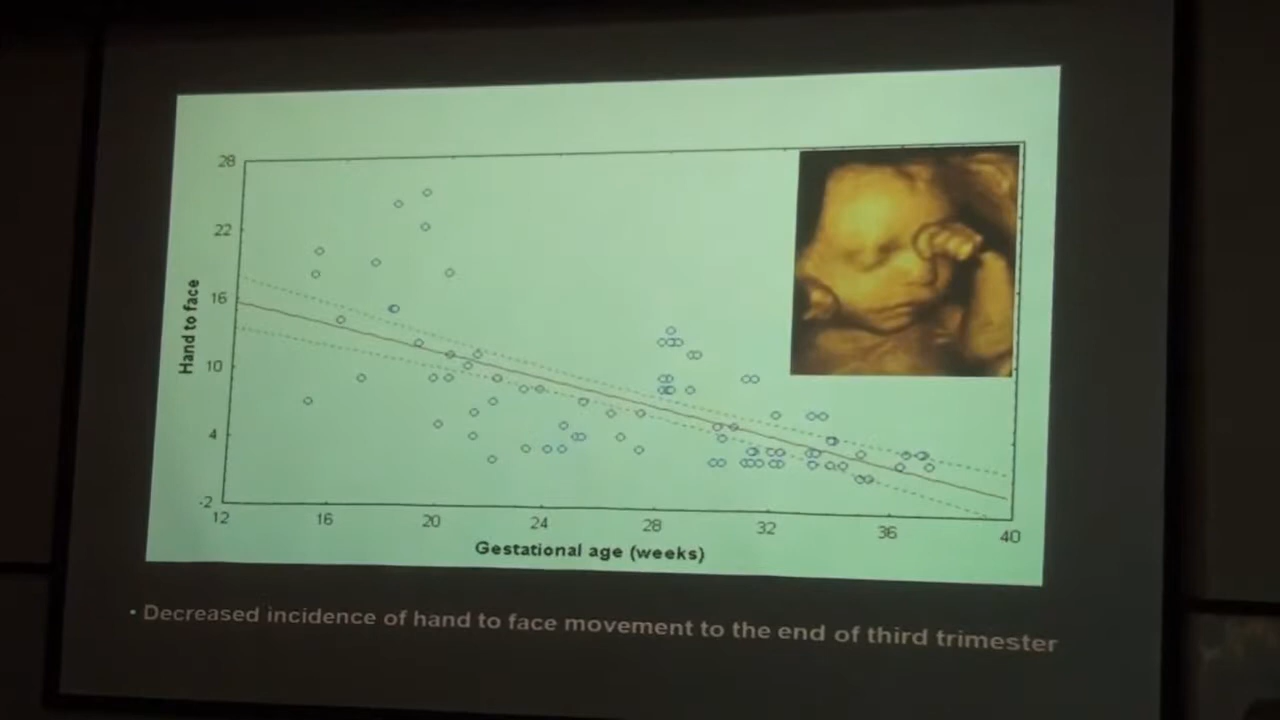 28
22
16
10
4
-2
Hand to face
12 16 20 24 28 32 36 40
Gestational age (weeks)
• Decreased incidence of hand to face movement to the end of third trimester